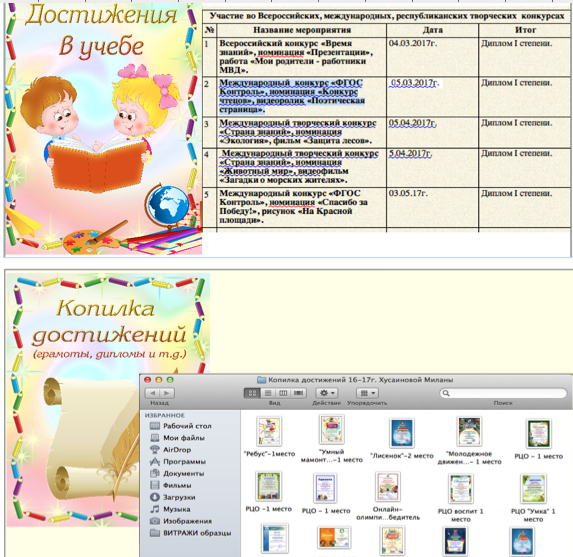 Достижения
В учебе
Участие во Всероссийских, международных, республиканских творческих конкурсах
№ Название мероприятия Дата Итог
1 Всероссийский конкурс «Время 04.03.2017г. Диплом I степени.
знаний», номинация «Презентации»,
работа «Мои родители - работники
МВД».
2 Международный конкурс «ФГОС 05.03.2017г. Диплом I степени.
Контроль», номинация «Конкурс
чтецов», видеоролик «Поэтическая
страница».
3 Международный творческий конкурс 05.04.2017г. Диплом I степени.
«Страна знаний», номинация
«Экология», фильм «Защита лесов».
4 Международный творческий конкурс 5.04.2017г. Диплом I степени.
«Страна знаний», номинация
«Животный мир», видеофильм
«Загадки о морских жителях».
5 Международный конкурс «ФГОС 03.05.17г. Диплом I степени.
Контроль», номинация «Спасибо за
Победу!», рисунок «На Красной
площади».
Копилка
достижений
(грамоты, дипломы и т.д.)
Копилка достижений 16-17г. Хусаиновой Миланы
Назад Вид Действие Упорядочить Поиск
ИЗБРАННОЕ
Рабочий стол
Мои файлы
AirDrop
Программы
Документы
Фильмы
Загрузки
Музыка
Изображения
ВИТРАЖИ образцы
"Ребус"-1место
"Умный
мамонт...-1 место
"Лисенок"-2 место
"Молодежное
движен...- 1 место
РЦО - 1 место
РЦО -1 место
РЦО - 1 место
Онлайн-
олимпи...бедитель
РЦО воспит 1
место
РЦО "Умка" 1
место